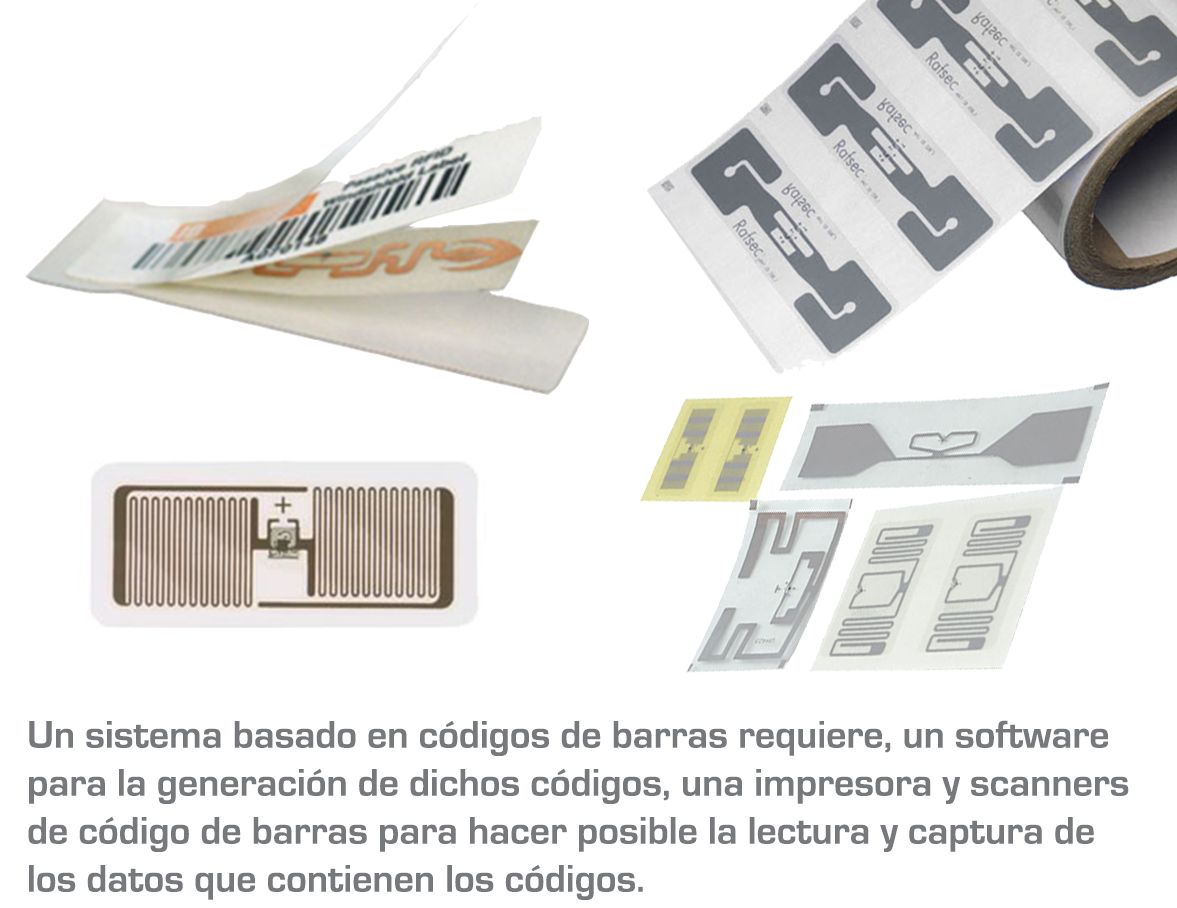 Passive RFID
Rafsec
Rafsec
Rafsec
Rafsec
Rafsec
Rafsec
Un sistema basado en códigos de barras requiere, un software
para la generación de dichos códigos, una impresora y scanners
de código de barras para hacer posible la lectura y captura de
los datos que contienen los códigos.